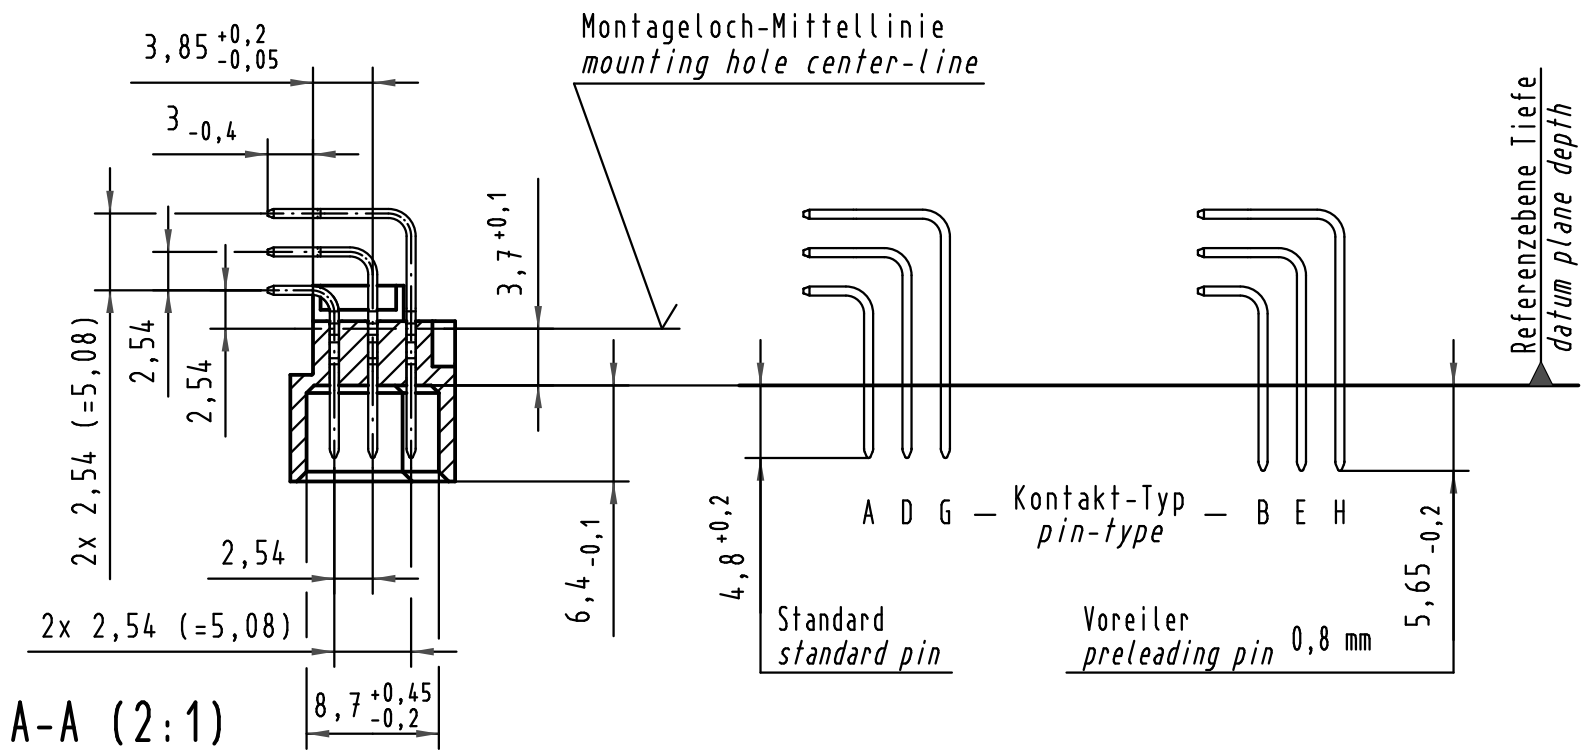 Montageloch-Mittellinie
mounting hole center-line
3,85 +0,2 -0,05
3 -0,4
3,7 +0,1
2x 2,54 (=5,08)
2,54
2,54
2,54
2x 2,54 (=5,08)
8,7 +0,45 -0,2
6,4 -0,1
4,8 +0,2
A D G — Kontakt-Typ — B E H
pin-type
5,65 -0,2
Standard
standard pin
Voreiler
preleading pin 0,8 mm
Referenzebene Tiefe
datum plane depth
A-A (2:1)